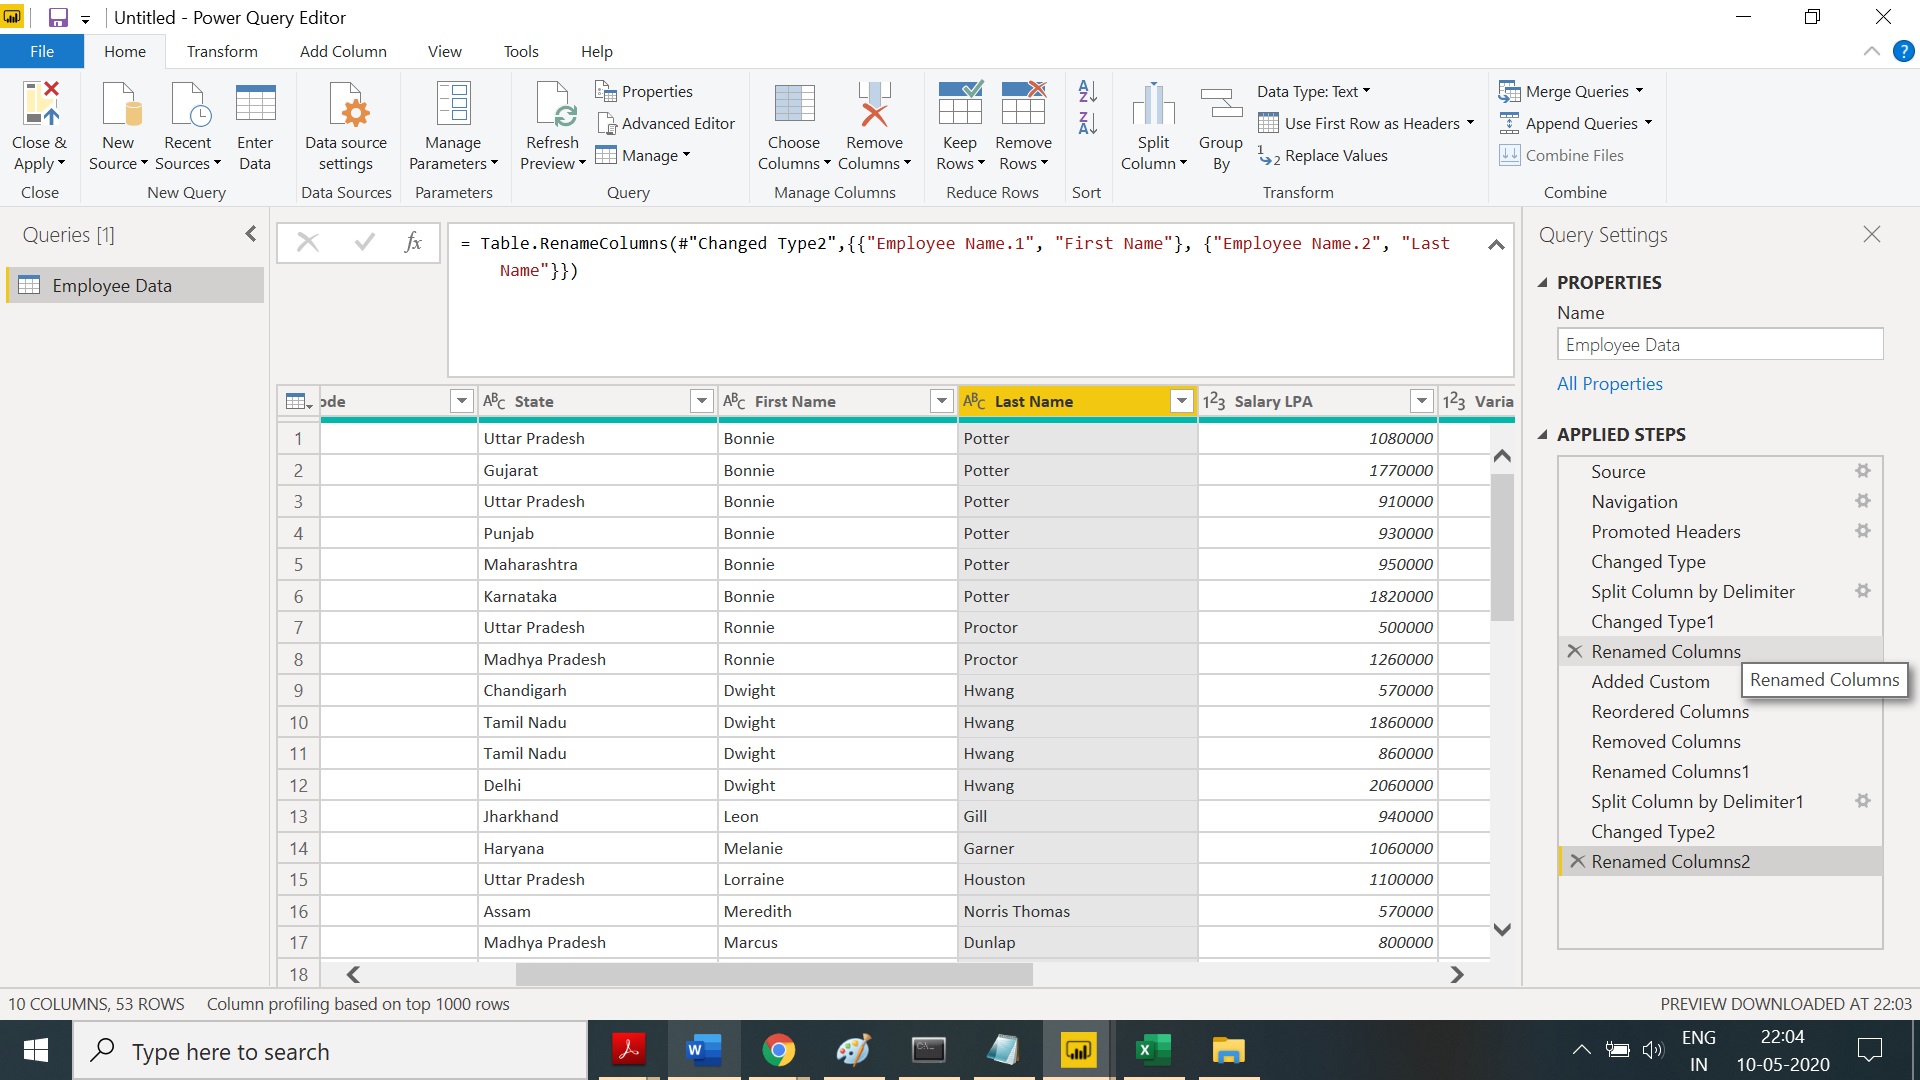 Untitled - Power Query Editor
File Home Transform Add Column View Tools Help
Close & Apply
New Source
Recent Sources
Enter Data
Data source settings
Manage Parameters
Refresh Preview
Properties
Advanced Editor
Manage
Choose Columns
Remove Columns
Keep Rows
Remove Rows
A Z
Z A
Split Column
Group By
Data Type: Text
Use First Row as Headers
1 2 Replace Values
Merge Queries
Append Queries
Combine Files
Close New Query Data Sources Parameters Query Manage Columns Reduce Rows Sort Transform Combine
Queries [1]
Employee Data
fx
= Table.RenameColumns(#"Changed Type2",{{"Employee Name.1", "First Name"}, {"Employee Name.2", "Last
Name"}})
ode ABC State ABC First Name ABC Last Name 123 Salary LPA 123 Varia
1 Uttar Pradesh Bonnie Potter 1080000
2 Gujarat Bonnie Potter 1770000
3 Uttar Pradesh Bonnie Potter 910000
4 Punjab Bonnie Potter 930000
5 Maharashtra Bonnie Potter 950000
6 Karnataka Bonnie Potter 1820000
7 Uttar Pradesh Ronnie Proctor 500000
8 Madhya Pradesh Ronnie Proctor 1260000
9 Chandigarh Dwight Hwang 570000
10 Tamil Nadu Dwight Hwang 1860000
11 Tamil Nadu Dwight Hwang 860000
12 Delhi Dwight Hwang 2060000
13 Jharkhand Leon Gill 940000
14 Haryana Melanie Garner 1060000
15 Uttar Pradesh Lorraine Houston 1100000
16 Assam Meredith Norris Thomas 570000
17 Madhya Pradesh Marcus Dunlap 800000
18
Query Settings
PROPERTIES
Name
Employee Data
All Properties
APPLIED STEPS
Source
Navigation
Promoted Headers
Changed Type
Split Column by Delimiter
Changed Type1
Renamed Columns
Renamed Columns
Added Custom
Reordered Columns
Removed Columns
Renamed Columns1
Split Column by Delimiter1
Changed Type2
Renamed Columns2
10 COLUMNS, 53 ROWS Column profiling based on top 1000 rows PREVIEW DOWNLOADED AT 22:03
Type here to search
ENG
IN
22:04
10-05-2020